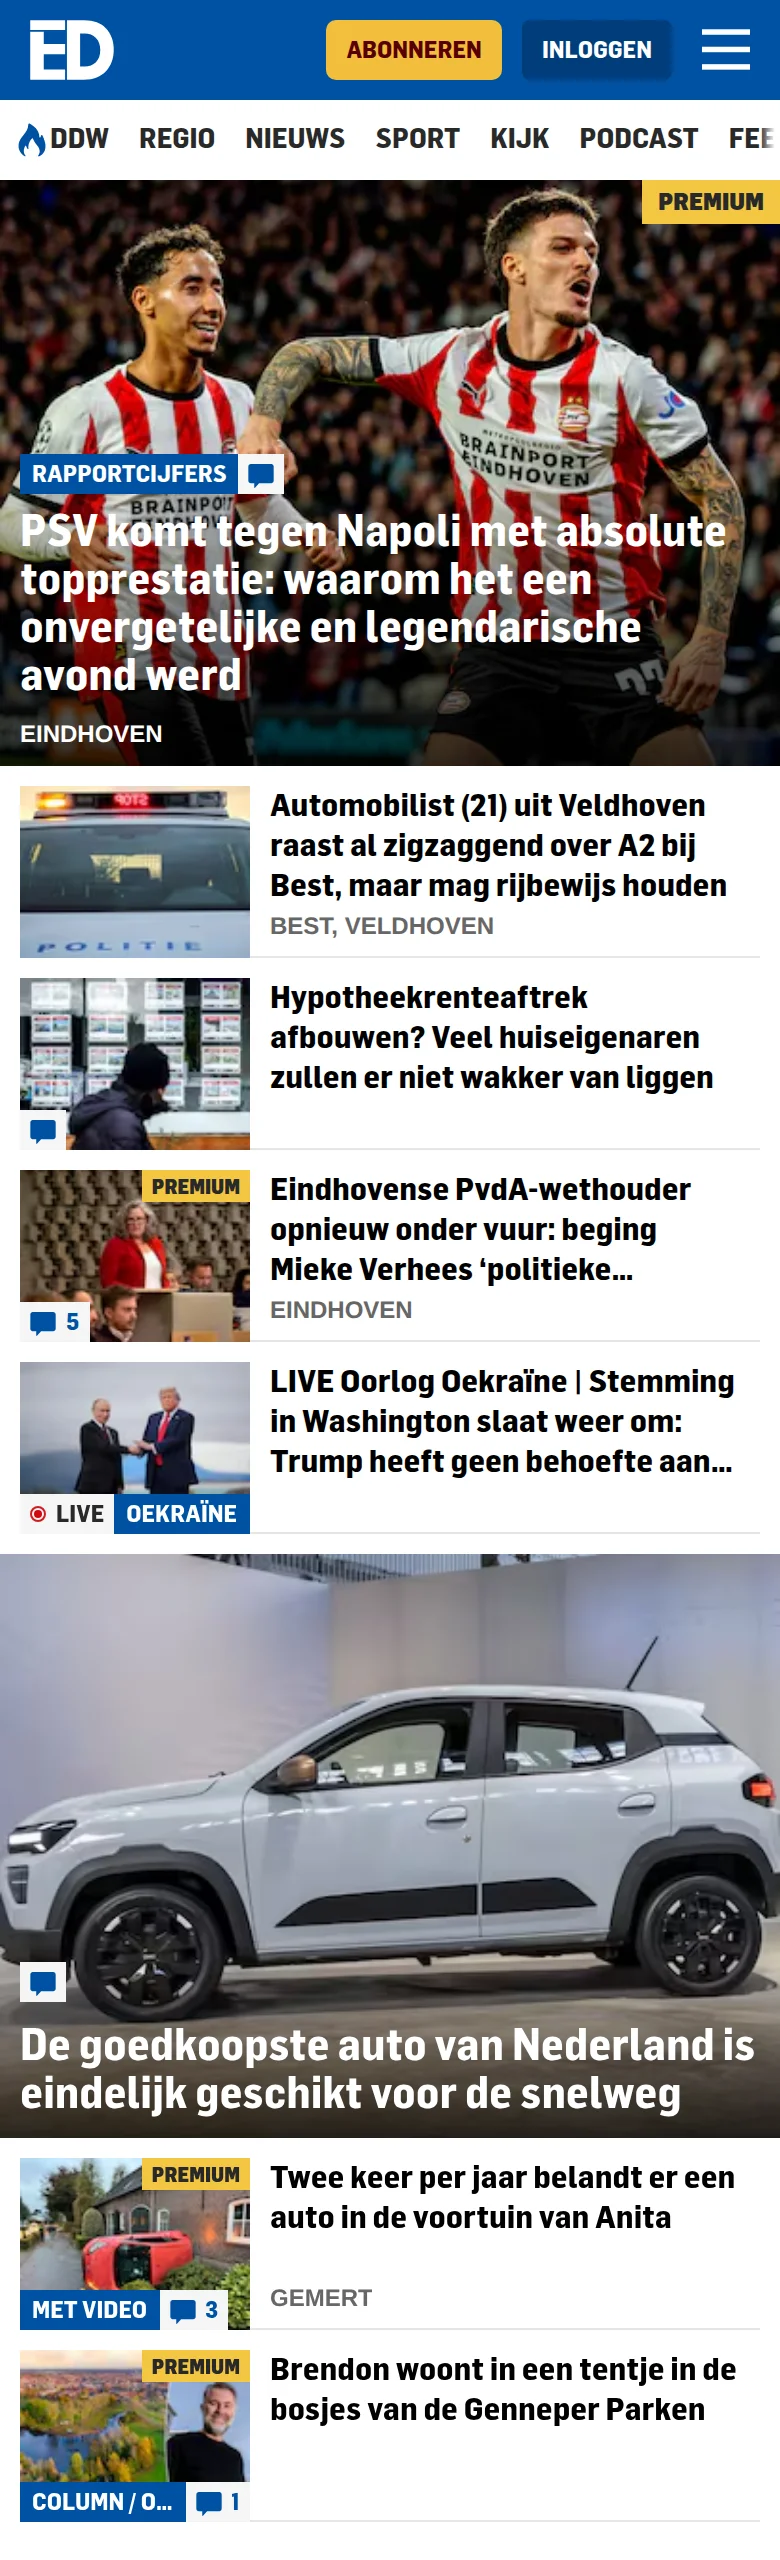 ED
ABONNEREN
INLOGGEN
DDW REGIO NIEUWS SPORT KIJK PODCAST FEE
PREMIUM
METROPOOLREGIO
BRAINPORT
EINDHOVEN
BRAINPORT
RAPPORTCIJFERS
PSV komt tegen Napoli met absolute
topprestatie: waarom het een
onvergetelijke en legendarische
avond werd
EINDHOVEN
STOP
POLITIE
Automobilist (21) uit Veldhoven
raast al zigzaggend over A2 bij
Best, maar mag rijbewijs houden
BEST, VELDHOVEN
Hypotheekrenteaftrek
afbouwen? Veel huiseigenaren
zullen er niet wakker van liggen
PREMIUM
5
Eindhovense PvdA-wethouder
opnieuw onder vuur: beging
Mieke Verhees ‘politieke...
EINDHOVEN
LIVE OEKRAÏNE
LIVE Oorlog Oekraïne | Stemming
in Washington slaat weer om:
Trump heeft geen behoefte aan...
De goedkoopste auto van Nederland is
eindelijk geschikt voor de snelweg
PREMIUM
MET VIDEO 3
Twee keer per jaar belandt er een
auto in de voortuin van Anita
GEMERT
PREMIUM
COLUMN / O... 1
Brendon woont in een tentje in de
bosjes van de Genneper Parken